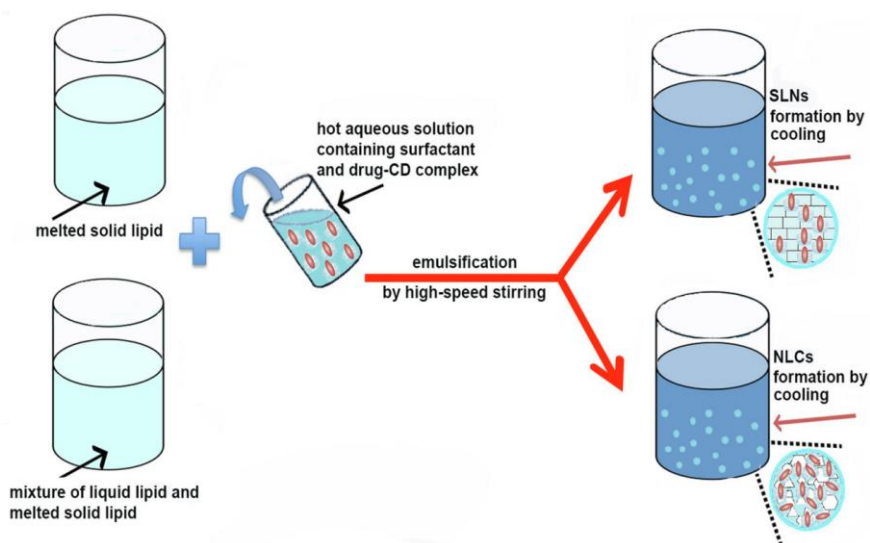 melted solid lipid
hot aqueous solution
containing surfactant
and drug-CD complex
emulsification
by high-speed stirring
SLNs
formation by
cooling
mixture of liquid lipid and
melted solid lipid
NLCs
formation by
cooling